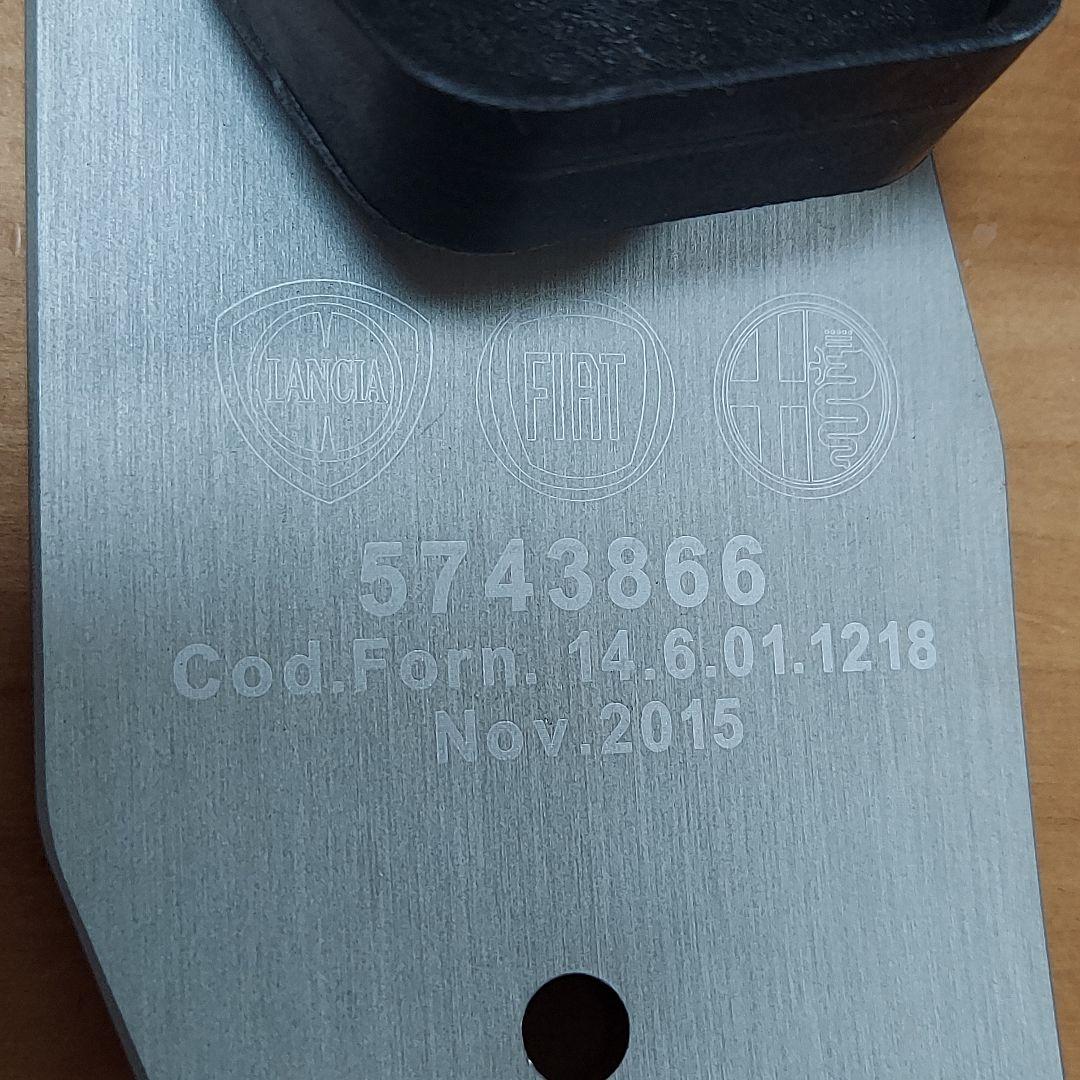 LANCIA FIAT
5743866
Cod.Forn. 14.6.01.1218
Nov.2015